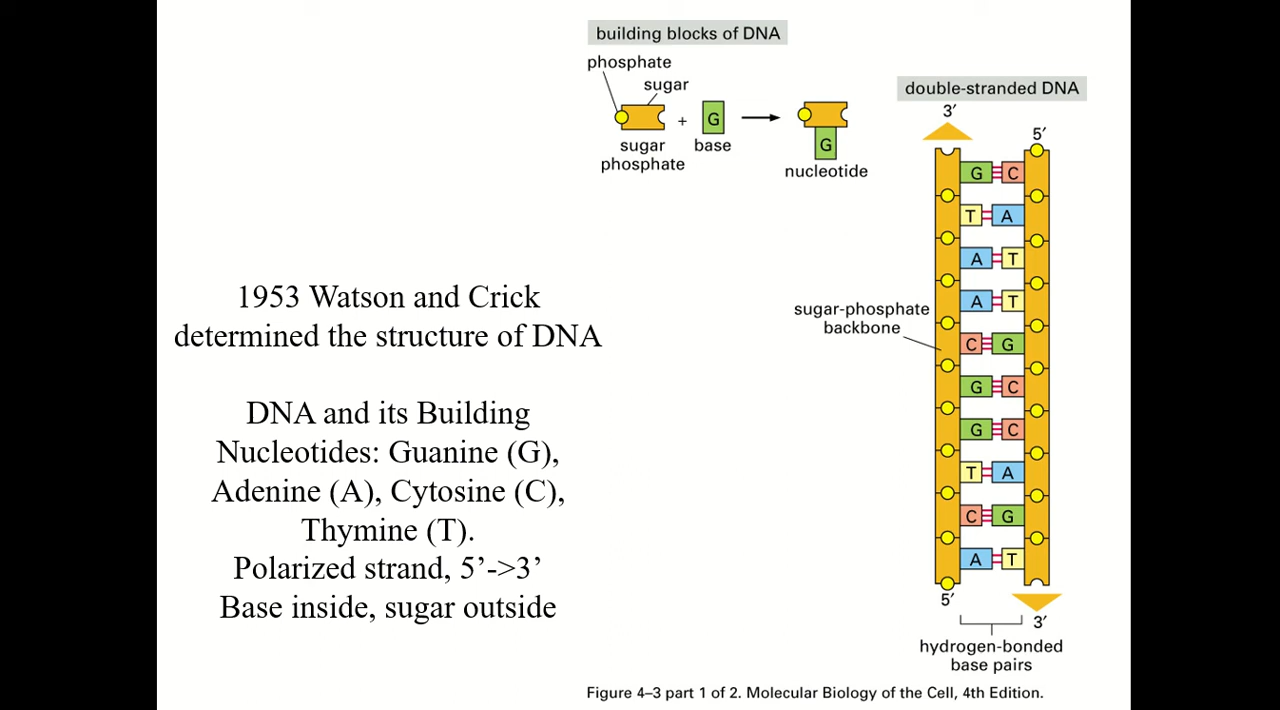 building blocks of DNA
phosphate
sugar
+
G
sugar
phosphate
base
G
nucleotide
double-stranded DNA
3′
5′
G C
T A
A T
A T
C G
G C
G C
T A
C G
A T
5′
3′
sugar-phosphate
backbone
hydrogen-bonded
base pairs
1953 Watson and Crick
determined the structure of DNA
DNA and its Building
Nucleotides: Guanine (G),
Adenine (A), Cytosine (C),
Thymine (T).
Polarized strand, 5’->3’
Base inside, sugar outside
Figure 4–3 part 1 of 2. Molecular Biology of the Cell, 4th Edition.